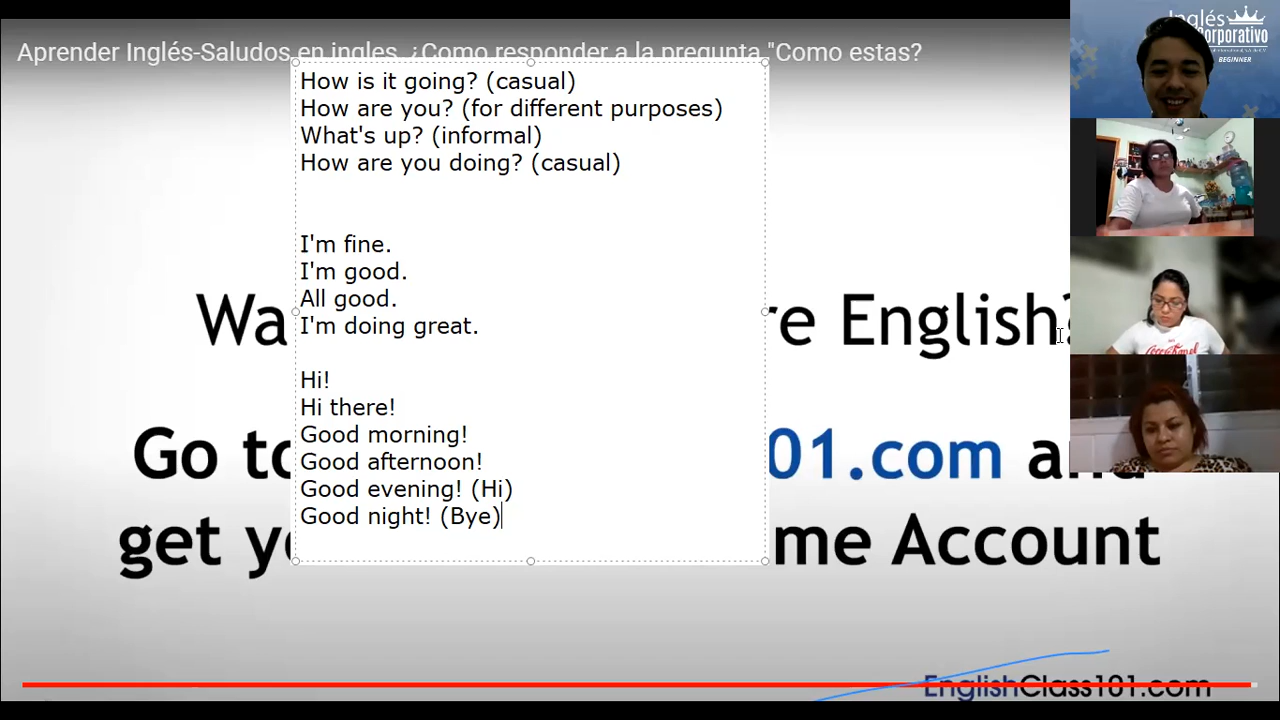 Aprender Inglés-Saludos en ingles ¿Como responder a la pregunta "Como estas?
How is it going? (casual)
How are you? (for different purposes)
What's up? (informal)
How are you doing? (casual)
I'm fine.
I'm good.
All good.
I'm doing great.
Hi!
Hi there!
Good morning!
Good afternoon!
Good evening! (Hi)
Good night! (Bye)
Wa re English?
Go to 01.com and
get yo me Account
EnglishClass101.com
Inglés
Corporativo
BEGINNER